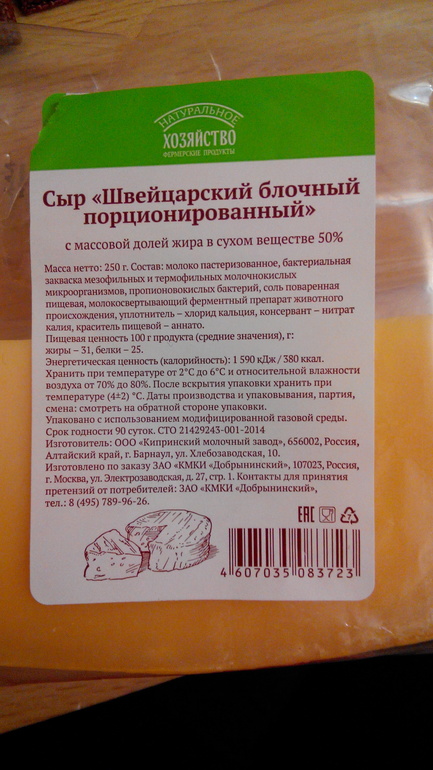 НАТУРАЛЬНОЕ
ХОЗЯЙСТВО
ФЕРМЕРСКИЕ ПРОДУКТЫ
Сыр «Швейцарский блочный
порционированный»
с массовой долей жира в сухом веществе 50%
Масса нетто: 250 г. Состав: молоко пастеризованное, бактериальная
закваска мезофильных и термофильных молочнокислых
микроорганизмов, пропионовокислых бактерий, соль поваренная
пищевая, молокосвертывающий ферментный препарат животного
происхождения, уплотнитель – хлорид кальция, консервант – нитрат
калия, краситель пищевой – аннато.
Пищевая ценность 100 г продукта (средние значения), г:
жиры – 31, белки – 25.
Энергетическая ценность (калорийность): 1 590 кДж / 380 ккал.
Хранить при температуре от 2°С до 6°С и относительной влажности
воздуха от 70% до 80%. После вскрытия упаковки хранить при
температуре (4±2) °С. Даты производства и упаковывания, партия,
смена: смотреть на обратной стороне упаковки.
Упаковано с использованием модифицированной газовой среды.
Срок годности 90 суток. СТО 21429243-001-2014
Изготовитель: ООО «Кипринский молочный завод», 656002, Россия,
Алтайский край, г. Барнаул, ул. Хлебозаводская, 10.
Изготовлено по заказу ЗАО «КМКИ «Добрынинский», 107023, Россия,
г. Москва, ул. Электрозаводская, д. 27, стр. 1. Контакты для принятия
претензий от потребителей: ЗАО «КМКИ «Добрынинский»,
тел.: 8 (495) 789-96-26.
ЕАС
4 607035 083723